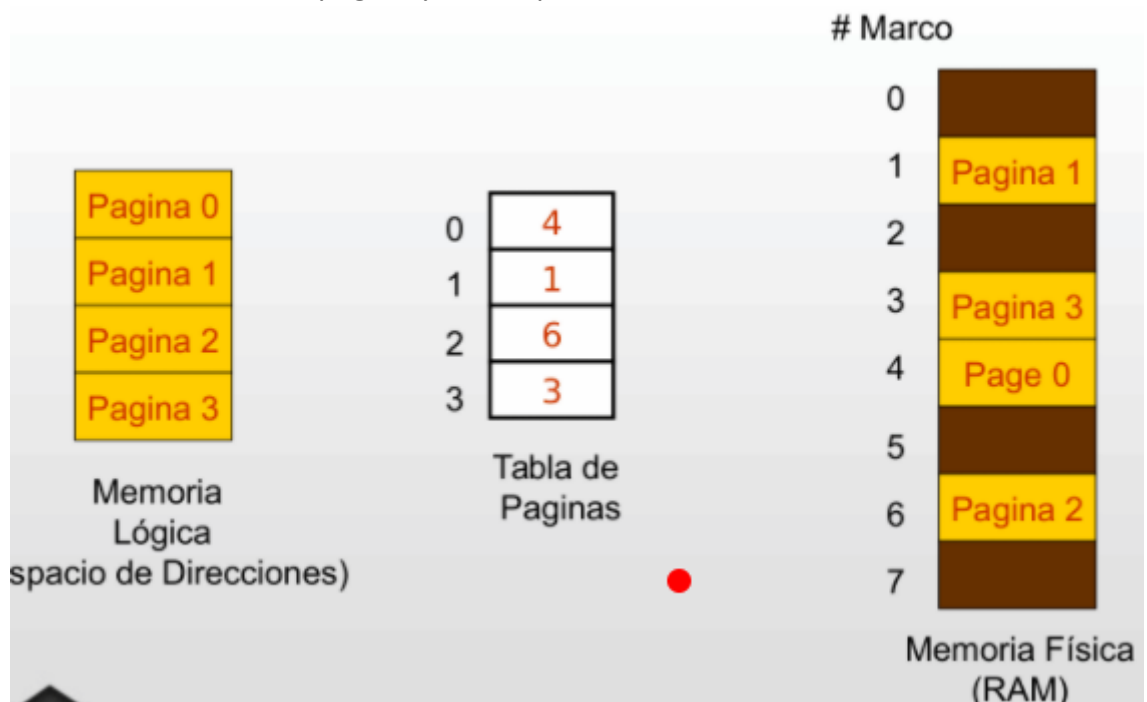 # Marco
0
1
2
3
4
5
6
7
Pagina 1
Pagina 3
Page 0
Pagina 2
Memoria Física
(RAM)
Pagina 0
Pagina 1
Pagina 2
Pagina 3
Memoria
Lógica
spacio de Direcciones)
0 4
1 1
2 6
3 3
Tabla de
Paginas